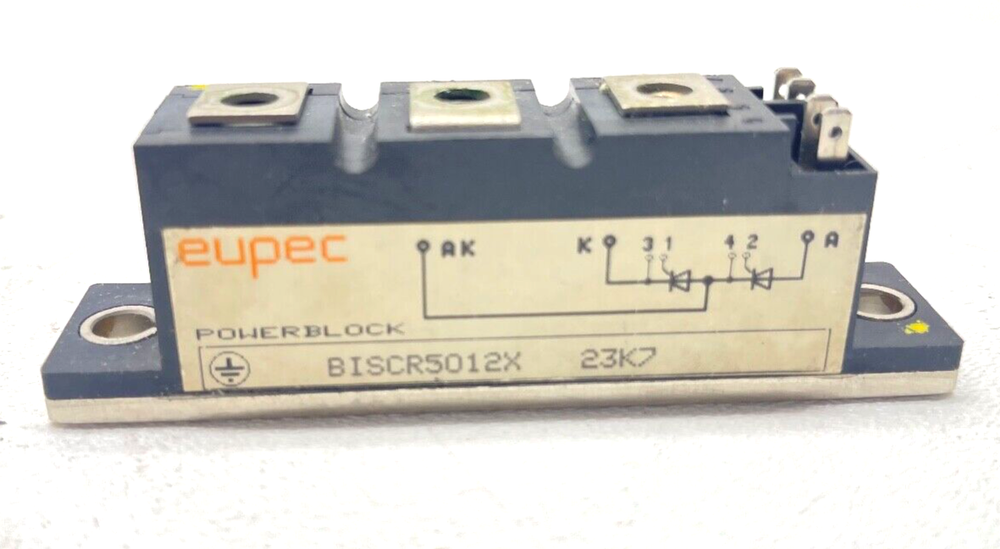 eupec
AK K 3 1 4 2 A
POWERBLOCK
BISCR5012X 23K7